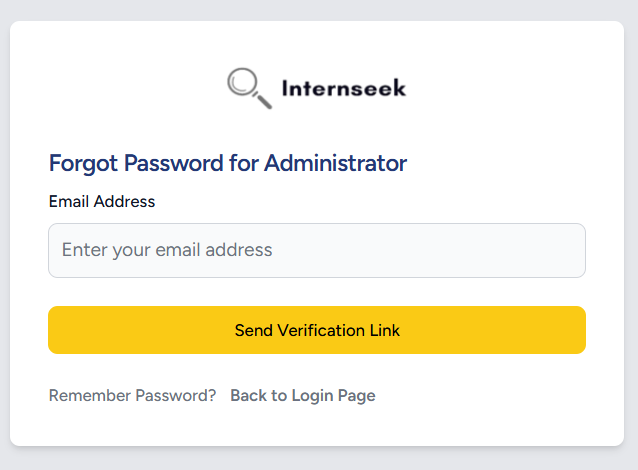 Internseek
Forgot Password for Administrator
Email Address
Enter your email address
Send Verification Link
Remember Password? Back to Login Page